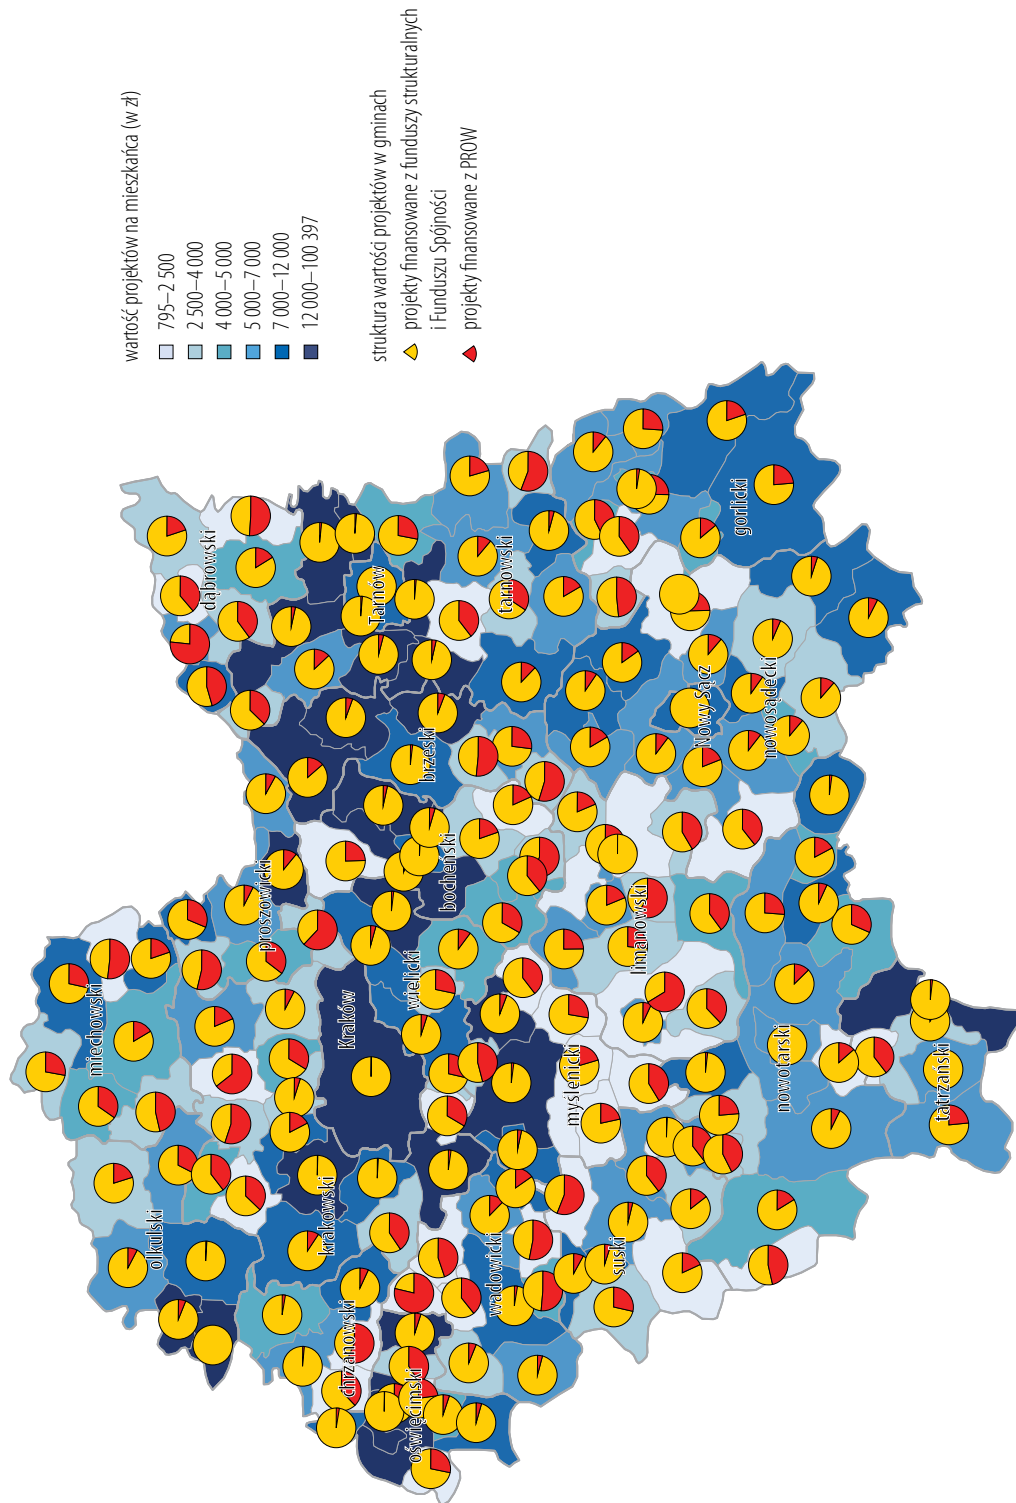 wartość projektów na mieszkańca (w zł)
795–2 500
2 500–4 000
4 000–5 000
5 000–7 000
7 000–12 000
12 000–100 397
struktura wartości projektów w gminach
projekty finansowane z funduszy strukturalnych
i Funduszu Spójności
projekty finansowane z PROW
miechowski
olkuski
proszowicki
dąbrowski
Kraków
krakowski
chrzanowski
oświęcimski
wielicki
bocheński
brzeski
Tarnów
tarnowski
wadowicki
myślenicki
suski
limanowski
Nowy Sącz
nowosądecki
gorlicki
nowotarski
tatrzański